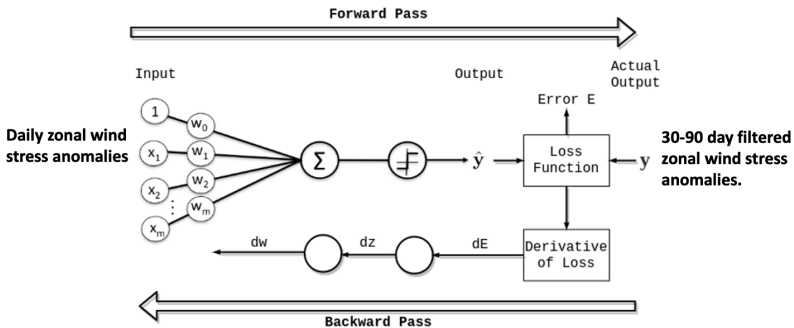 Forward Pass
Input
Output
Actual
Output
Error E
1
w0
Daily zonal wind
stress anomalies
x1
w1
Σ
ŷ
Loss
Function
y
30-90 day filtered
zonal wind stress
anomalies.
x2
w2
⋮
xm
wm
dw
dz
dE
Derivative
of Loss
Backward Pass